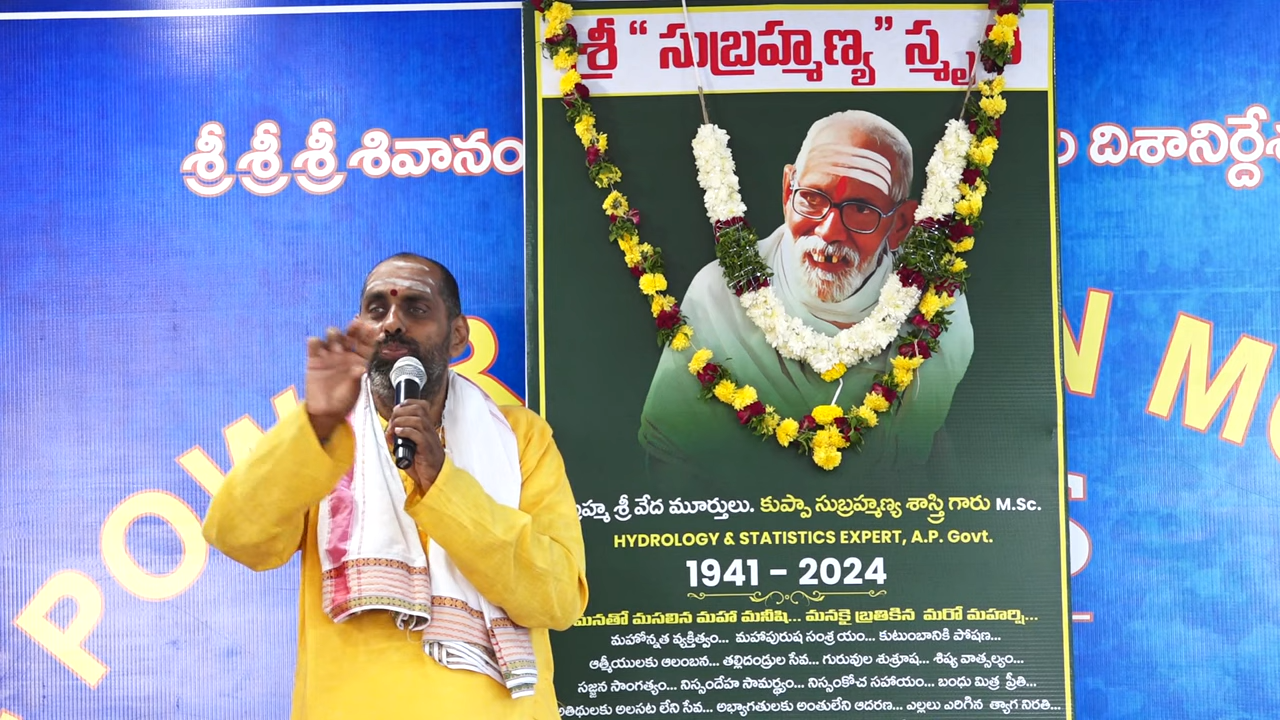 శ్రీ “సుబ్రహ్మణ్య”
శ్రీ శ్రీ శ్రీ శివానం
దిశానిర్దే
POW R
N M
బ్రహ్మ శ్రీ వేద మూర్తులు. కుప్పా సుబ్రహ్మణ్య శాస్త్రి గారు M.Sc.
HYDROLOGY & STATISTICS EXPERT, A.P. Govt.
1941 - 2024
మనతో మసలిన మహా మనీషి... మనకై బ్రతికిన మరో మహర్షి...
మహోన్నత వ్యక్తిత్వం... మహాపురుష సంశ్రయం... కుటుంబానికి పోషణ...
ఆత్మీయులకు ఆలంబన... తల్లిదండ్రుల సేవ... గురువుల శుశ్రూష... శిష్య వాత్సల్యం...
సజ్జన సాంగత్యం... నిస్సందేహ సామర్థ్యం... నిస్సంకోచ సహాయం... బంధు మిత్ర ప్రీతి...
అతిథులకు అలసట లేని సేవ... అభ్యాగతులకు అంతులేని ఆదరణ... ఎల్లలు ఎరిగిన త్యాగ నిరతి...